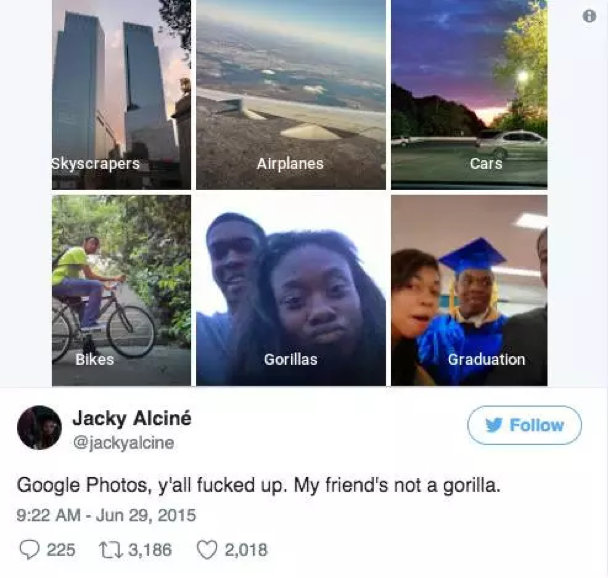 Skyscrapers
Airplanes
Cars
Bikes
Gorillas
Graduation
Jacky Alciné
@jackyalcine
Follow
Google Photos, y'all fucked up. My friend's not a gorilla.
9:22 AM - Jun 29, 2015
225 3,186 2,018